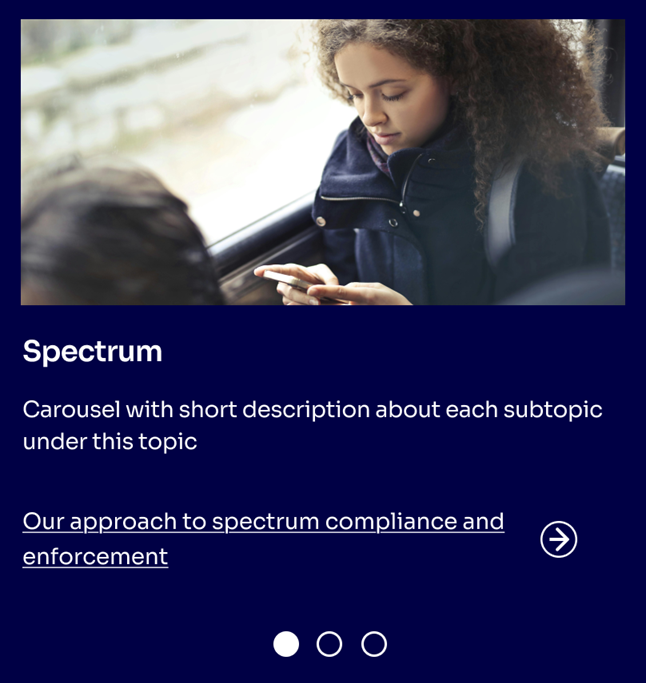 Spectrum
Carousel with short description about each subtopic
under this topic
Our approach to spectrum compliance and
enforcement